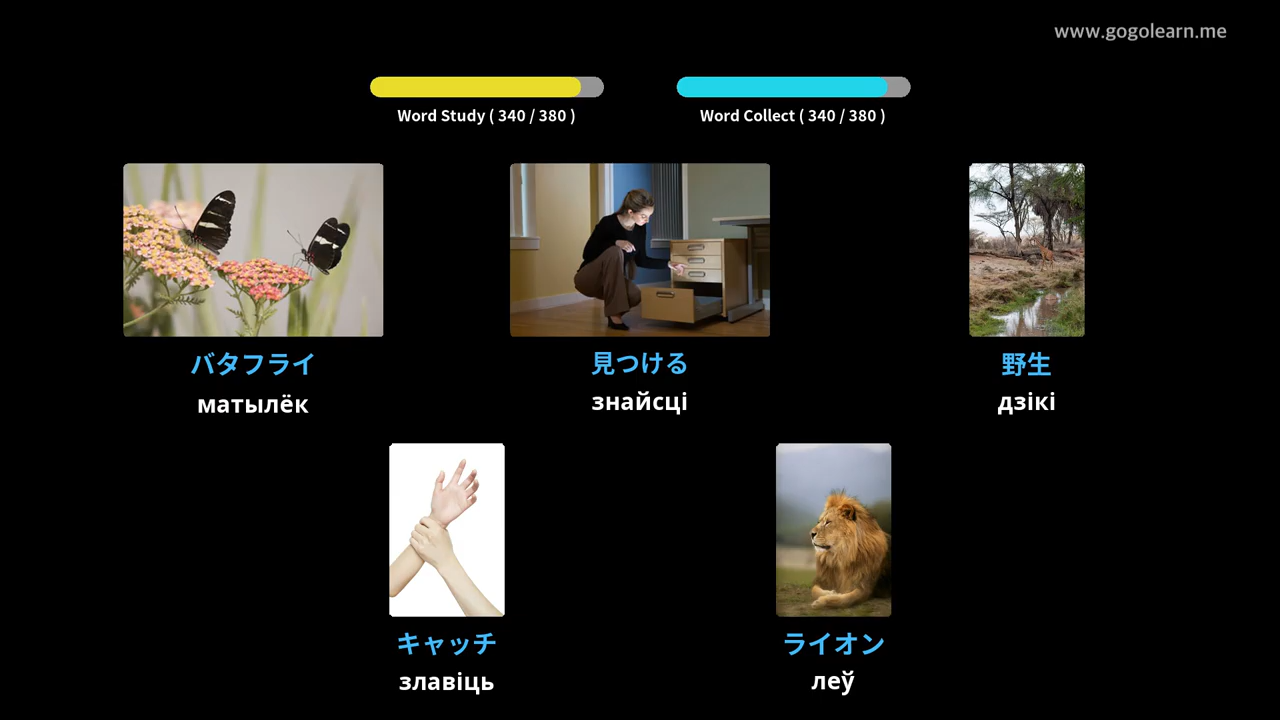 www.gogolearn.me
Word Study ( 340 / 380 )
Word Collect ( 340 / 380 )
バタフライ
матылёк
見つける
знайсці
野生
дзікі
キャッチ
злавіць
ライオン
леў